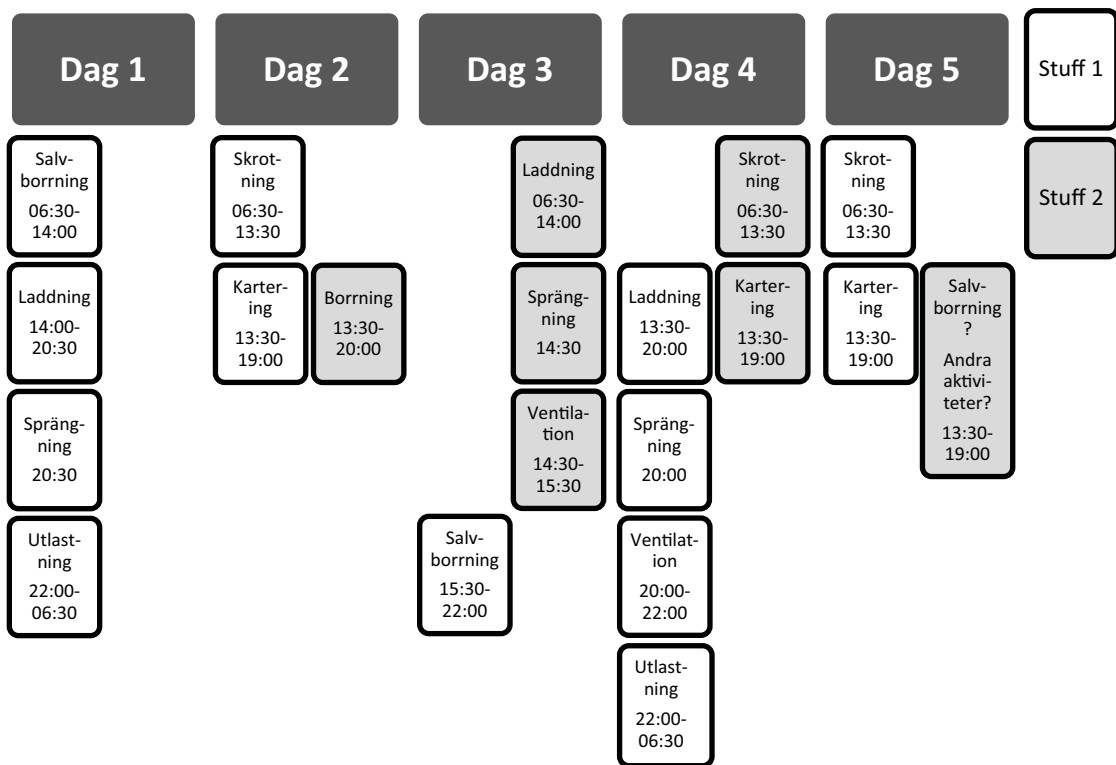 Dag 1
Dag 2
Dag 3
Dag 4
Dag 5
Stuff 1
Stuff 2
Salv-
borrning
06:30-
14:00
Laddning
14:00-
20:30
Spräng-
ning
20:30
Utlast-
ning
22:00-
06:30
Skrot-
ning
06:30-
13:30
Karter-
ing
13:30-
19:00
Borrning
13:30-
20:00
Laddning
06:30-
14:00
Spräng-
ning
14:30
Ventila-
tion
14:30-
15:30
Salv-
borrning
15:30-
22:00
Laddning
13:30-
20:00
Spräng-
ning
20:00
Ventilat-
ion
20:00-
22:00
Utlast-
ning
22:00-
06:30
Skrot-
ning
06:30-
13:30
Karter-
ing
13:30-
19:00
Skrot-
ning
06:30-
13:30
Karter-
ing
13:30-
19:00
Salv-
borrning
?
Andra
aktivi-
teter?
13:30-
19:00